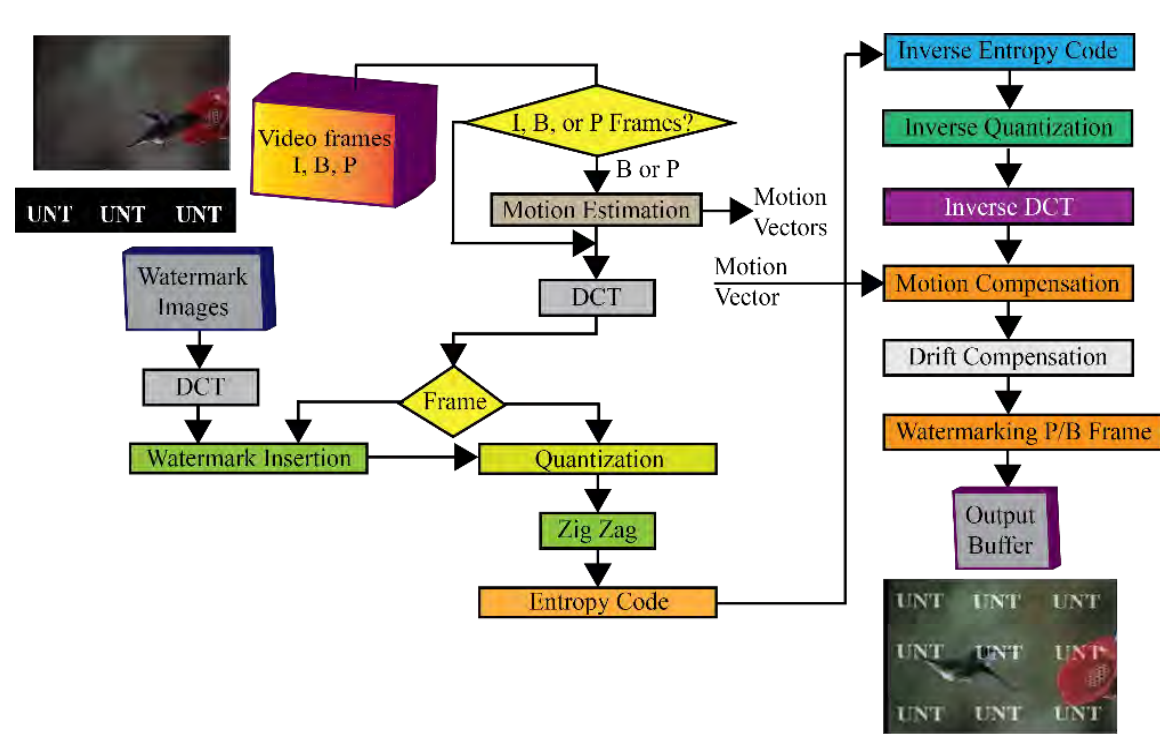 UNT UNT UNT
Video frames
I, B, P
I, B, or P Frames?
B or P
Motion Estimation
Motion
Vectors
Watermark
Images
DCT
DCT
Frame
Watermark Insertion
Quantization
Zig Zag
Entropy Code
Inverse Entropy Code
Inverse Quantization
Inverse DCT
Motion
Vector
Motion Compensation
Drift Compensation
Watermarking P/B Frame
Output
Buffer
UNT UNT UNT
UNT UNT UNT
UNT UNT UNT